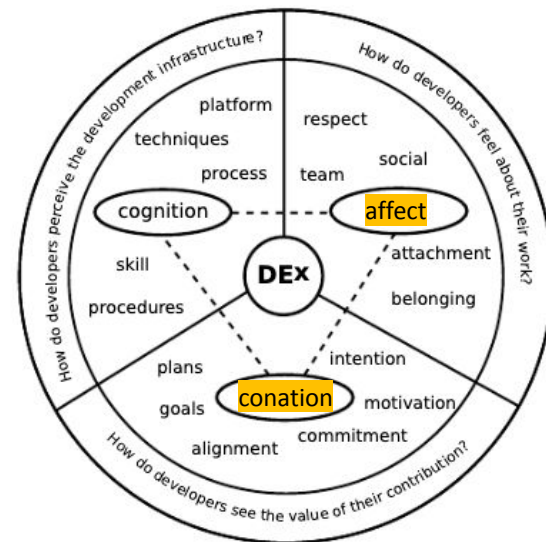 How do developers perceive the development infrastructure?
How do developers feel about their work?
platform
techniques
process
cognition
skill
procedures
respect
social
team
affect
attachment
belonging
DEx
plans
goals
alignment
conation
intention
motivation
commitment
How do developers see the value of their contribution?